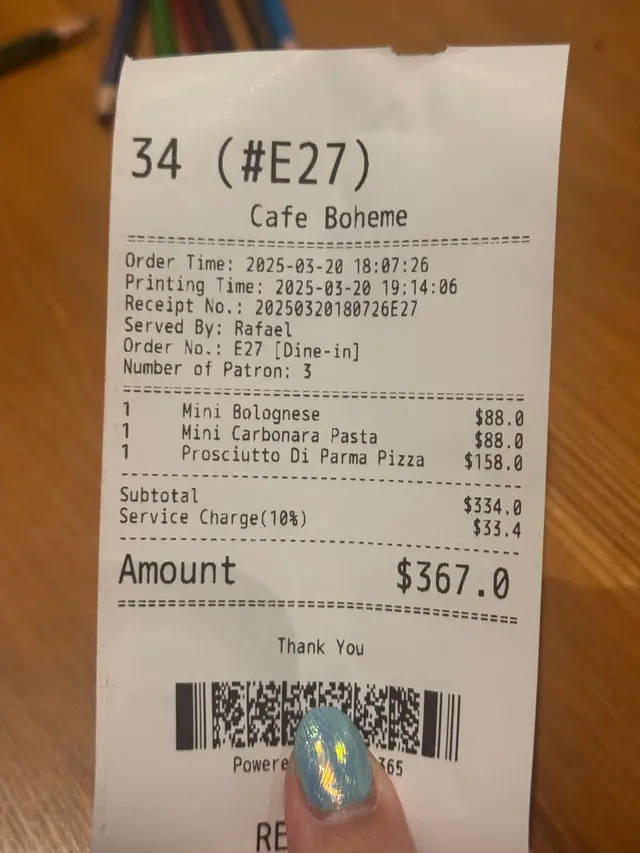 34 (#E27)
Cafe Boheme
Order Time: 2025-03-20 18:07:26
Printing Time: 2025-03-20 19:14:06
Receipt No.: 20250320180726E27
Served By: Rafael
Order No.: E27 [Dine-in]
Number of Patron: 3
1 Mini Bolognese $88.0
1 Mini Carbonara Pasta $88.0
1 Prosciutto Di Parma Pizza $158.0
Subtotal $334.0
Service Charge(10%) $33.4
Amount $367.0
Thank You